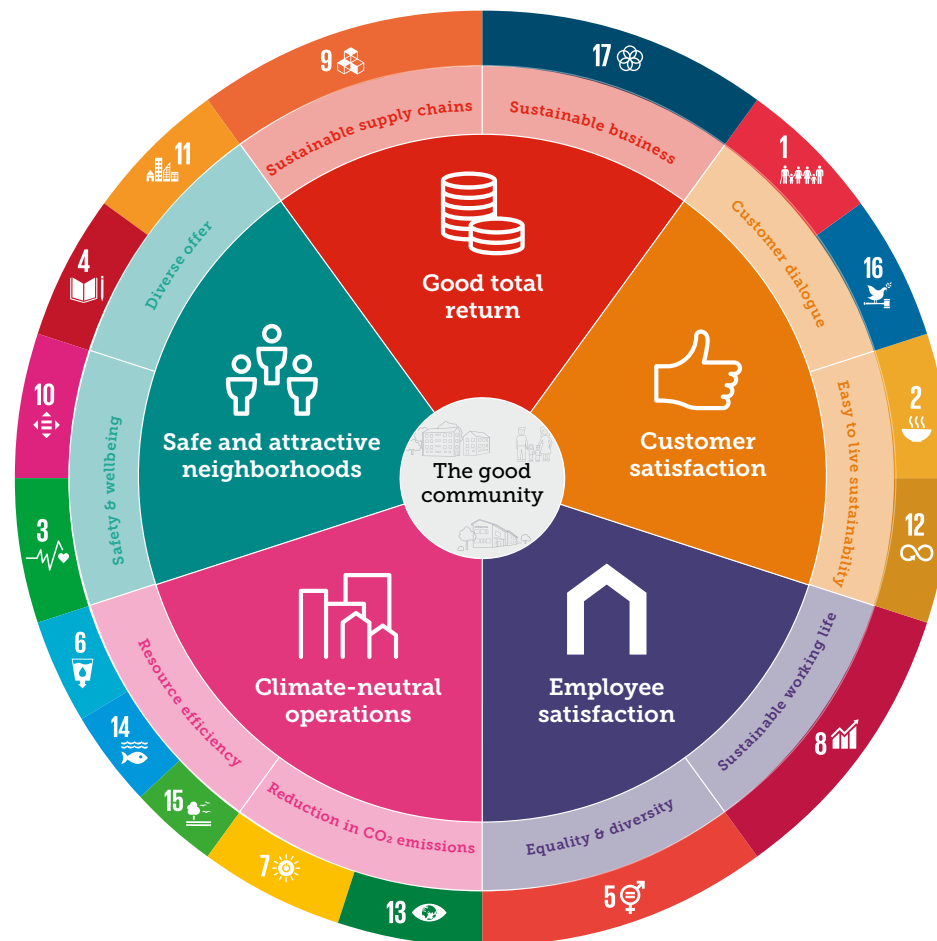 9
17
1
16
2
12
8
5
13
7
15
14
6
3
10
4
11
Sustainable supply chains
Sustainable business
Customer dialogue
Easy to live sustainability
Sustainable working life
Equality & diversity
Reduction in CO₂ emissions
Resource efficiency
Safety & wellbeing
Diverse offer
Good total
return
Customer
satisfaction
Employee
satisfaction
Climate-neutral
operations
Safe and attractive
neighborhoods
The good
community